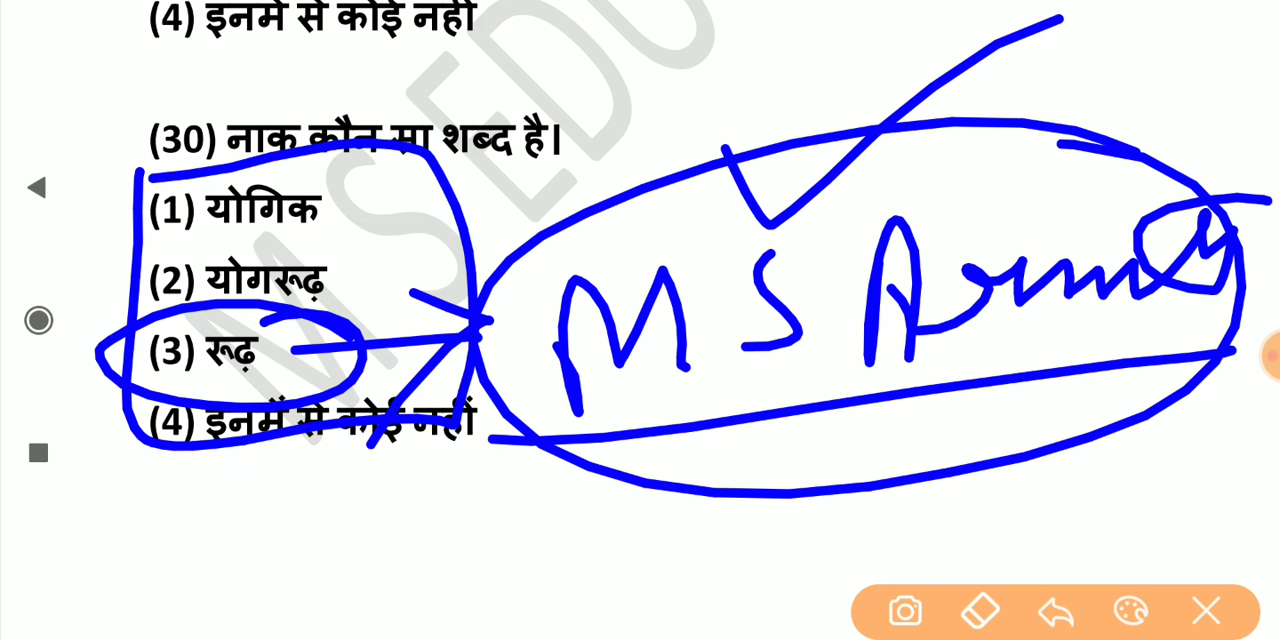 (4) इनमें से कोई नहीं
(30) नाक कौन सा शब्द है।
(1) योगिक
(2) योगरूढ़
(3) रूढ़
(4) इनमें से कोई नहीं
M S Army